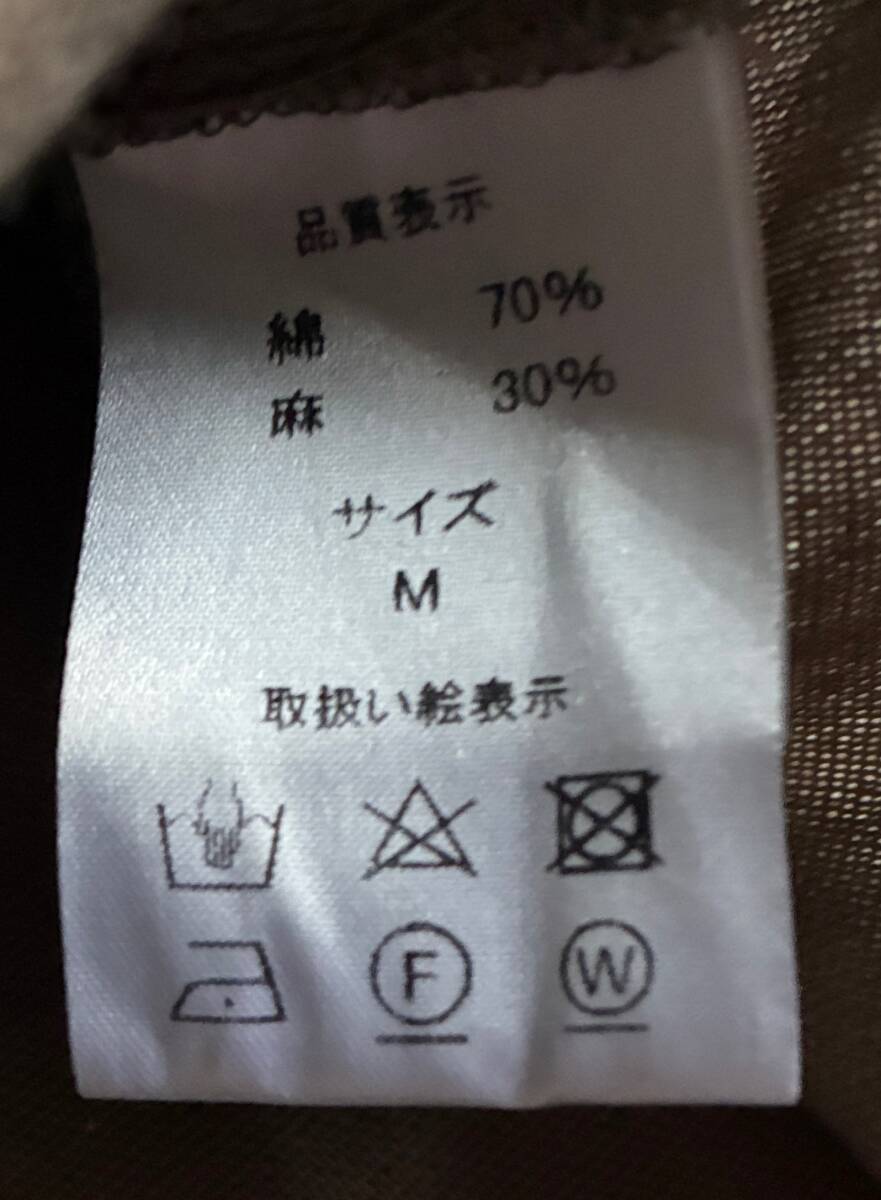 品質表示
綿 70%
麻 30%
サイズ
M
取扱い絵表示
F W